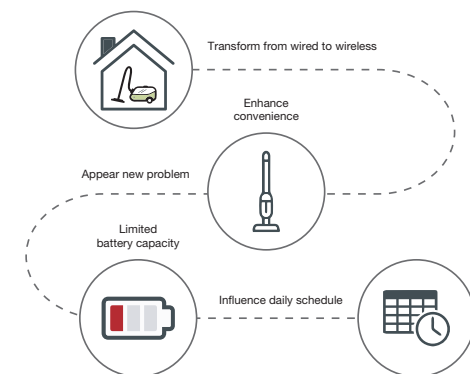 Transform from wired to wireless
Enhance
convenience
Appear new problem
Limited
battery capacity
Influence daily schedule